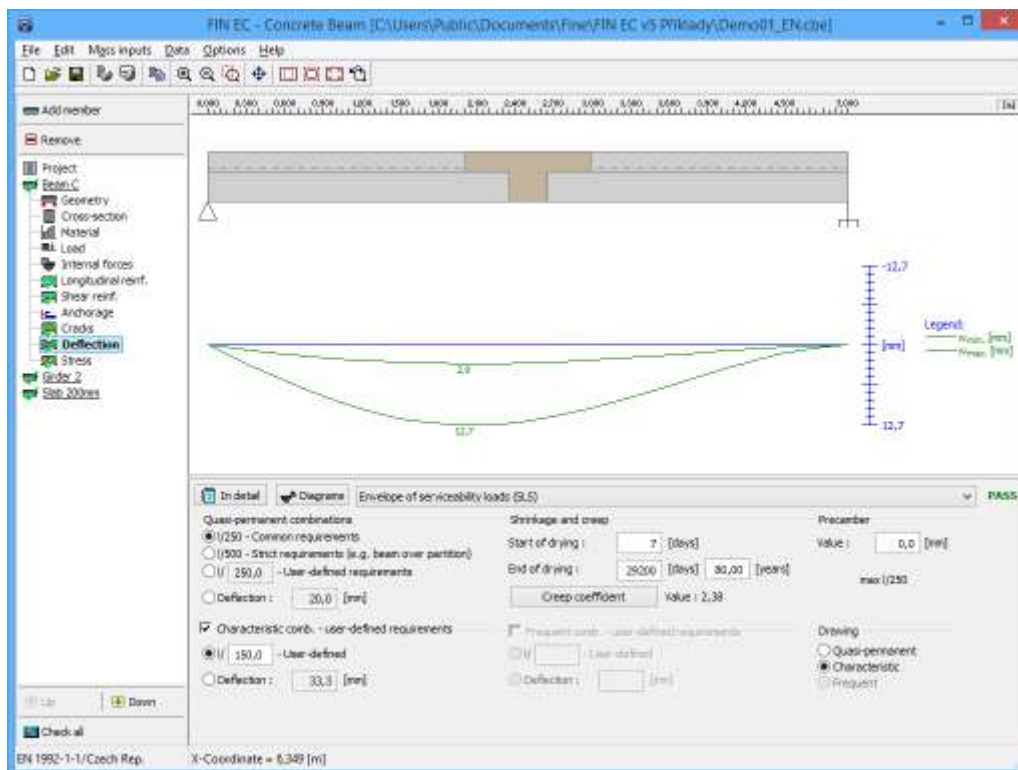 FIN EC - Concrete Beam [C:\Users\Public\Documents\Fine\FIN EC v5 Příklady\Demo01_EN.cbe]
File Edit Mass inputs Data Options Help
Add member
Remove
Project
Beam C
Geometry
Cross-section
Material
Load
Internal forces
Longitudinal reinf.
Shear reinf.
Anchorage
Cracks
Deflection
Stress
Girder 2
Slab 200mm
Up Down
Check all
[m]
-12,7
[mm]
12,7
Legend:
[mm]
[mm]
12,7
In detail Diagrams Envelope of serviceability loads (SLS) PASS
Quasi-permanent combinations
l/250 - Common requirements
l/500 - Strict requirements (e.g. beam over partition)
l/ 250,0 - User-defined requirements
Deflection : 20,0 [mm]
Characteristic comb. - user-defined requirements
l/ 150,0 - User-defined
Deflection : 33,3 [mm]
Shrinkage and creep
Start of drying : 7 [days]
End of drying : 29200 [days] 80,00 [years]
Creep coefficient Value : 2,38
Frequent comb. - user-defined requirements
l/ - User-defined
Deflection : [mm]
Precamber
Value : 0,0 [mm]
max l/250
Drawing
Quasi-permanent
Characteristic
Frequent
EN 1992-1-1/Czech Rep. X-Coordinate = 6,349 [m]